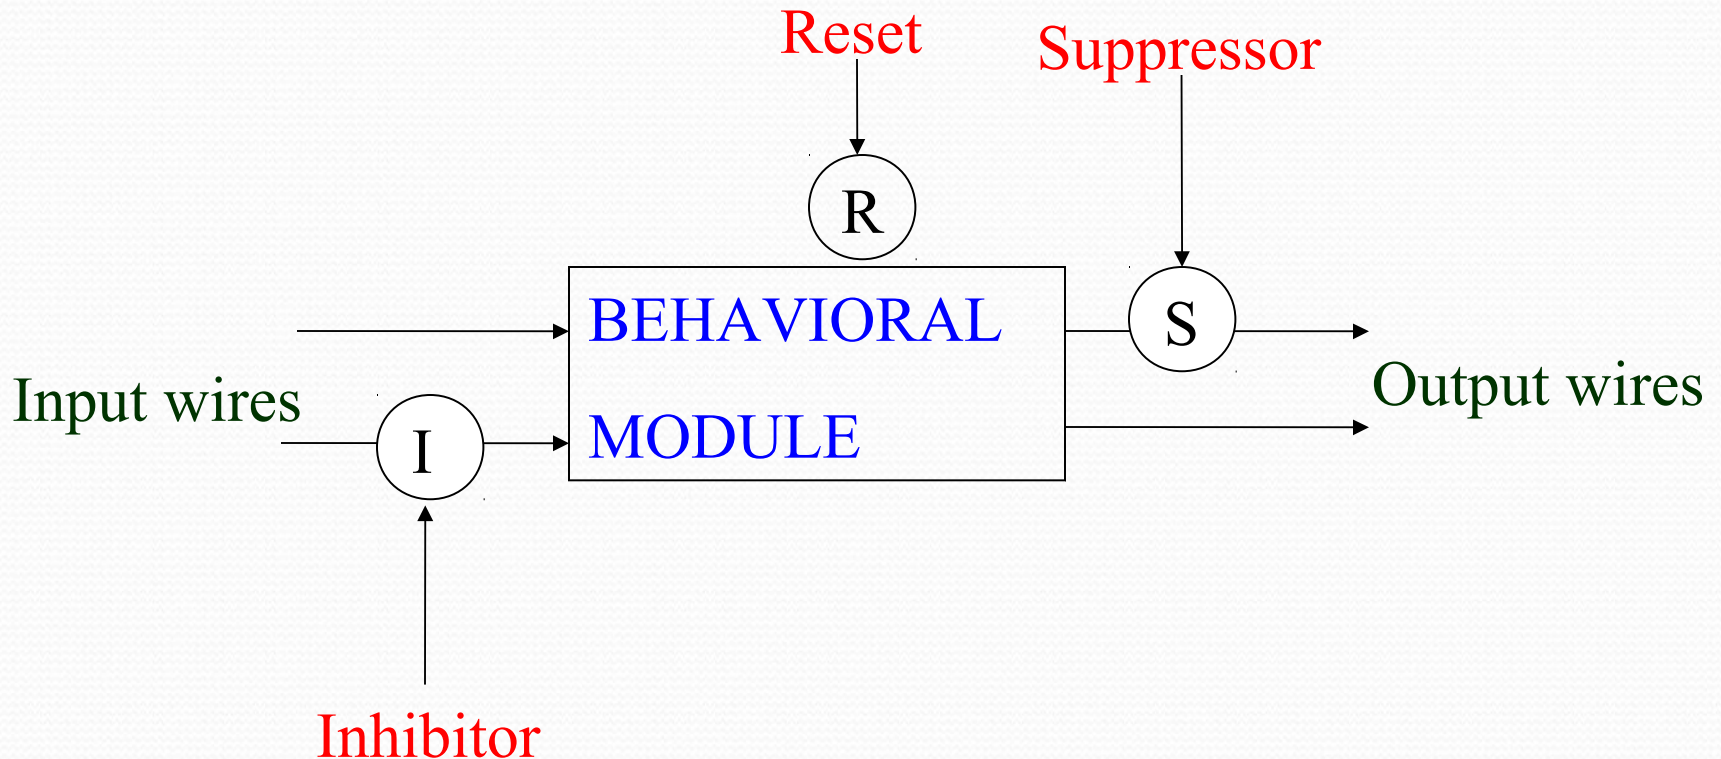 Reset
Suppressor
R
BEHAVIORAL
S
Input wires
Output wires
I
MODULE
Inhibitor